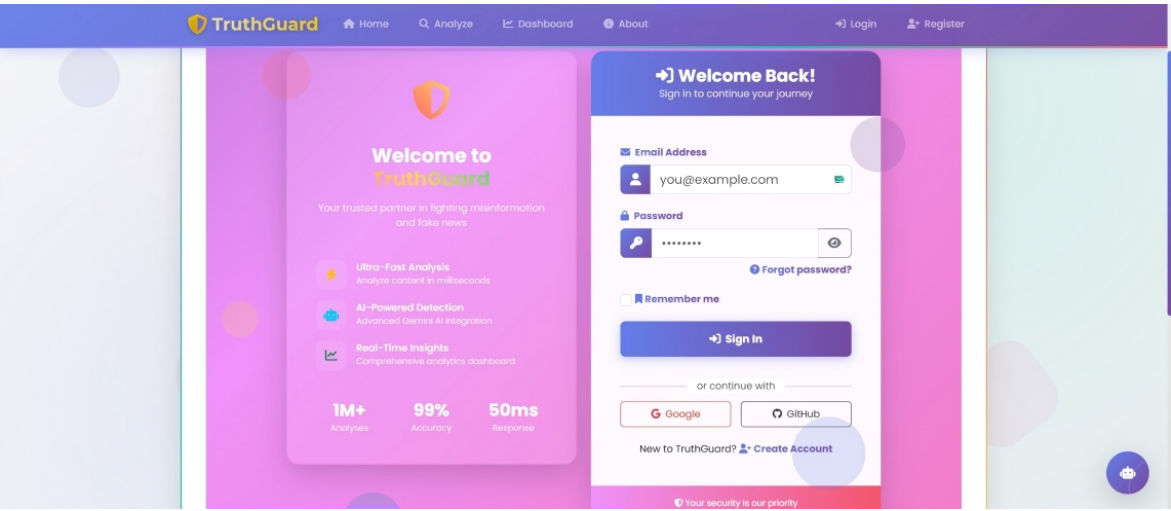 TruthGuard
Home
Analyze
Dashboard
About
Login
Register
Welcome to
TruthGuard
Your trusted partner in fighting misinformation
and fake news
Ultra-Fast Analysis
Analyze content in milliseconds
AI-Powered Detection
Advanced Gemini AI integration
Real-Time Insights
Comprehensive analytics dashboard
1M+ 99% 50ms
Analyses Accuracy Response
Welcome Back!
Sign in to continue your journey
Email Address
you@example.com
Password
••••••••
Forgot password?
Remember me
Sign In
or continue with
Google
GitHub
New to TruthGuard? Create Account
Your security is our priority